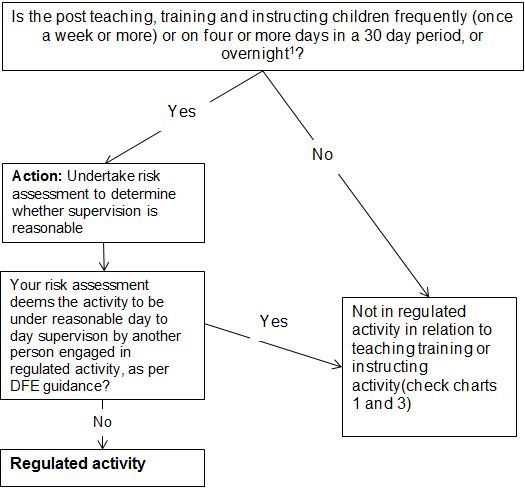 Is the post teaching, training and instructing children frequently (once
a week or more) or on four or more days in a 30 day period, or
overnight¹?
Yes
No
Action: Undertake risk
assessment to determine
whether supervision is
reasonable
Your risk assessment
deems the activity to be
under reasonable day to
day supervison by another
person engaged in
regulated activity, as per
DFE guidance?
Yes
Not in regulated
activity in relation to
teaching training or
instructing
activity(check charts
1 and 3)
No
Regulated activity